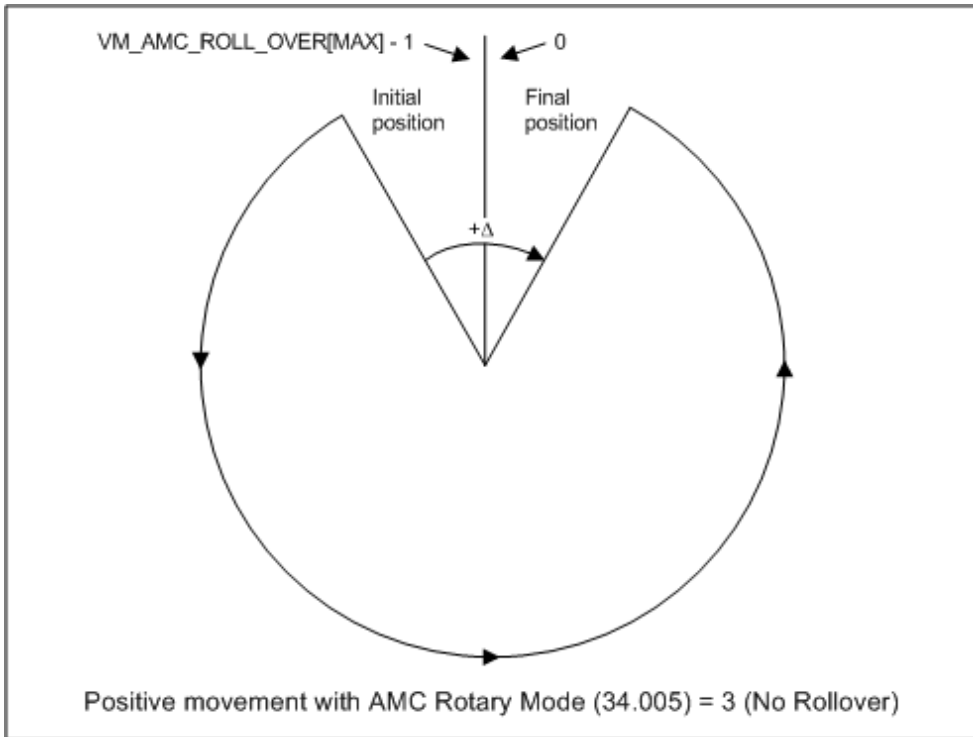 VM_AMC_ROLL_OVER[MAX] - 1
0
Initial
position
Final
position
+Δ
Positive movement with AMC Rotary Mode (34.005) = 3 (No Rollover)